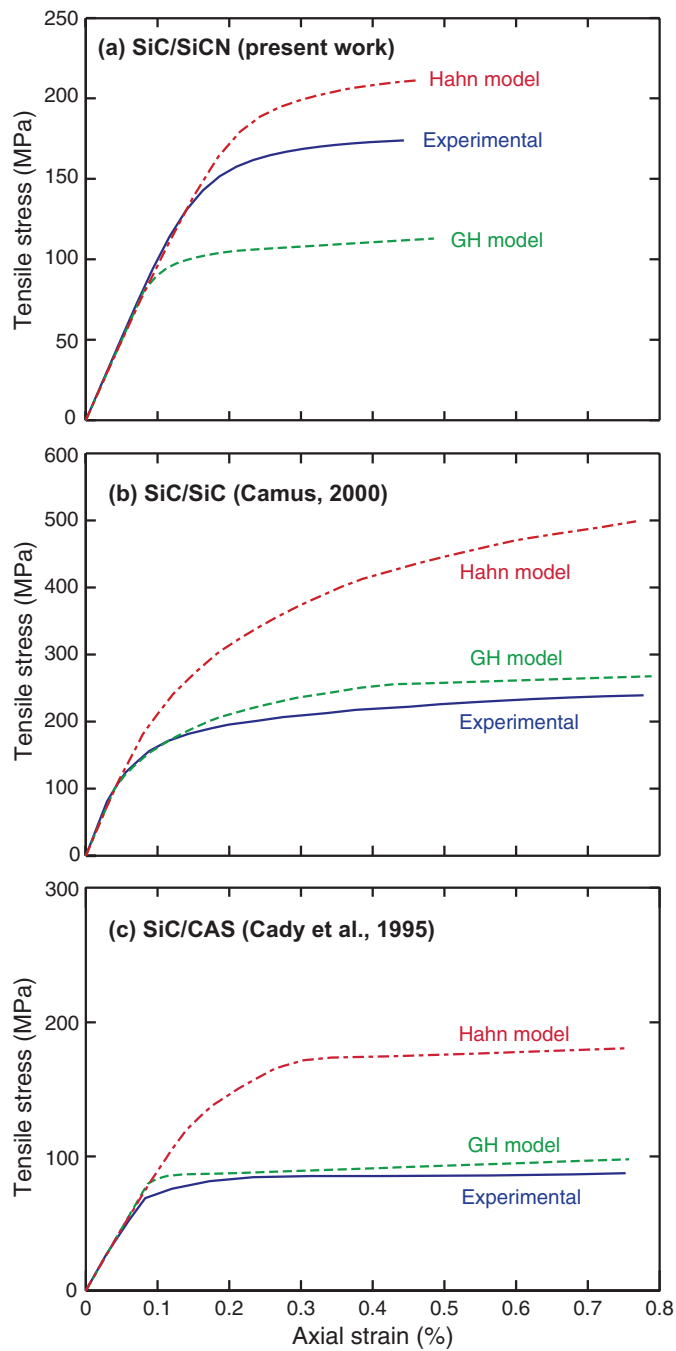 250
(a) SiC/SiCN (present work)
Hahn model
200
Experimental
150
GH model
100
50
0
Tensile stress (MPa)
600
(b) SiC/SiC (Camus, 2000)
500
Hahn model
400
300
GH model
200
Experimental
100
0
Tensile stress (MPa)
300
(c) SiC/CAS (Cady et al., 1995)
200
Hahn model
100
GH model
Experimental
0
Tensile stress (MPa)
0 0.1 0.2 0.3 0.4 0.5 0.6 0.7 0.8
Axial strain (%)